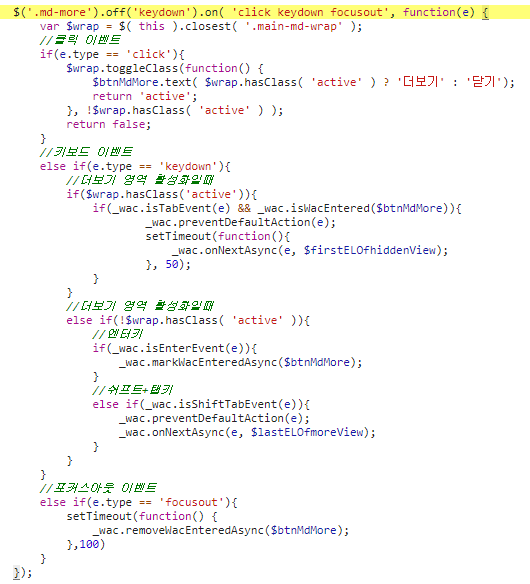 $('.md-more').off('keydown').on( 'click keydown focusout', function(e) {
    var $wrap = $( this ).closest( '.main-md-wrap' );
    //클릭 이벤트
    if(e.type == 'click'){
        $wrap.toggleClass(function() {
            $btnMdMore.text( $wrap.hasClass( 'active' ) ? '더보기' : '닫기');
            return 'active';
        }, !$wrap.hasClass( 'active' ) );
        return false;
    }
    //키보드 이벤트
    else if(e.type == 'keydown'){
        //더보기 영역 활성화일때
        if($wrap.hasClass('active')){
            if(_wac.isTabEvent(e) && _wac.isWacEntered($btnMdMore)){
                    _wac.preventDefaultAction(e);
                    setTimeout(function(){
                        _wac.onNextAsync(e, $firstELOfhiddenView);
                    }, 50);
            }
        }
        //더보기 영역 활성화일때
        else if(!$wrap.hasClass( 'active' )){
            //엔터키
            if(_wac.isEnterEvent(e)){
                _wac.markWacEnteredAsync($btnMdMore);
            }
            //쉬프트+탭키
            else if(_wac.isShiftTabEvent(e)){
                _wac.preventDefaultAction(e);
                _wac.onNextAsync(e, $lastELOfmoreView);
            }
        }
    }
    //포커스아웃 이벤트
    else if(e.type == 'focusout'){
        setTimeout(function() {
            _wac.removeWacEnteredAsync($btnMdMore);
        },100)
    }
});